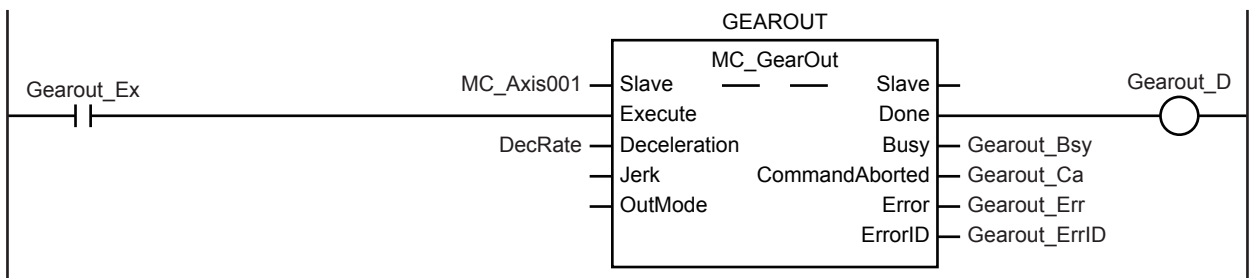 GEAROUT
MC_GearOut
Gearout_Ex
MC_Axis001 Slave Slave Gearout_D
Execute Done
DecRate Deceleration Busy Gearout_Bsy
Jerk CommandAborted Gearout_Ca
OutMode Error Gearout_Err
ErrorID Gearout_ErrID